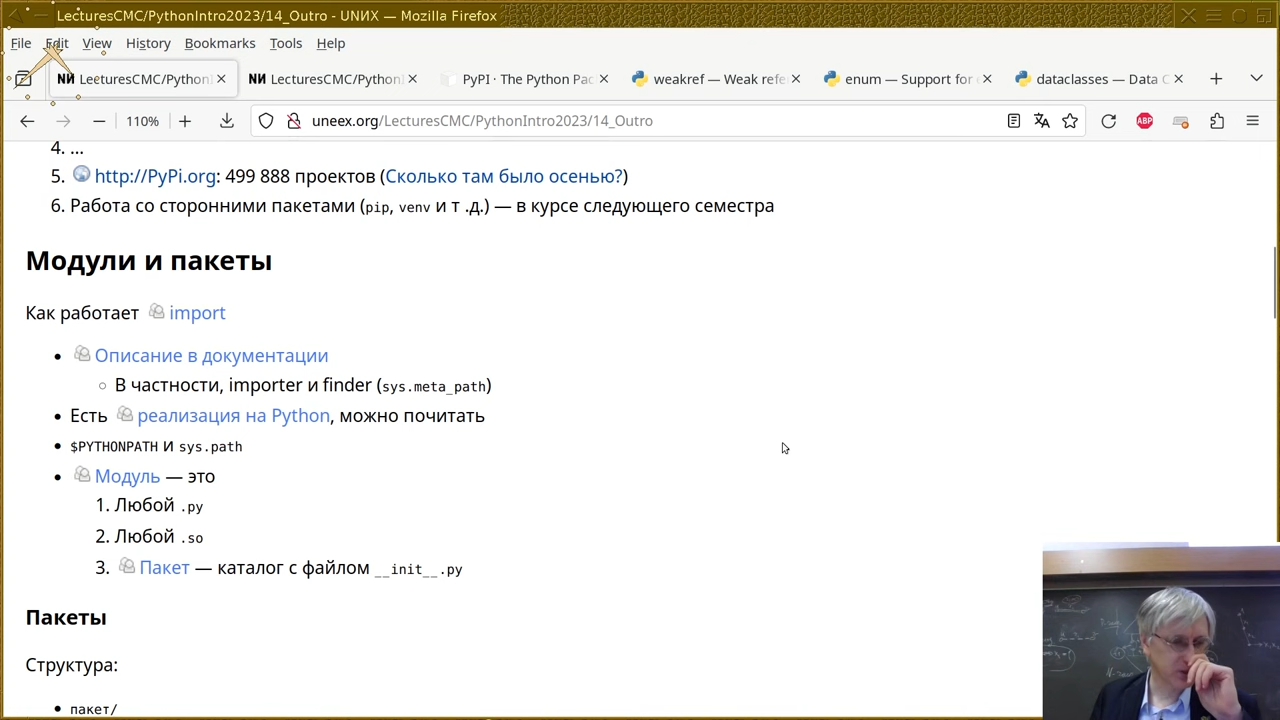 LecturesCMC/PythonIntro2023/14_Outro - UNИX — Mozilla Firefox
File Edit View History Bookmarks Tools Help
NИ LecturesCMC/Python NИ LecturesCMC/Python PyPI · The Python Pac weakref — Weak refe enum — Support for dataclasses — Data C
110% uneex.org/LecturesCMC/PythonIntro2023/14_Outro ABP
4. ...
5. http://PyPi.org: 499 888 проектов (Сколько там было осенью?)
6. Работа со сторонними пакетами (pip, venv и т .д.) — в курсе следующего семестра
Модули и пакеты
Как работает import
• Описание в документации
◦ В частности, importer и finder (sys.meta_path)
• Есть реализация на Python, можно почитать
• $PYTHONPATH и sys.path
• Модуль — это
1. Любой .py
2. Любой .so
3. Пакет — каталог с файлом __init__.py
Пакеты
Структура:
• пакет/